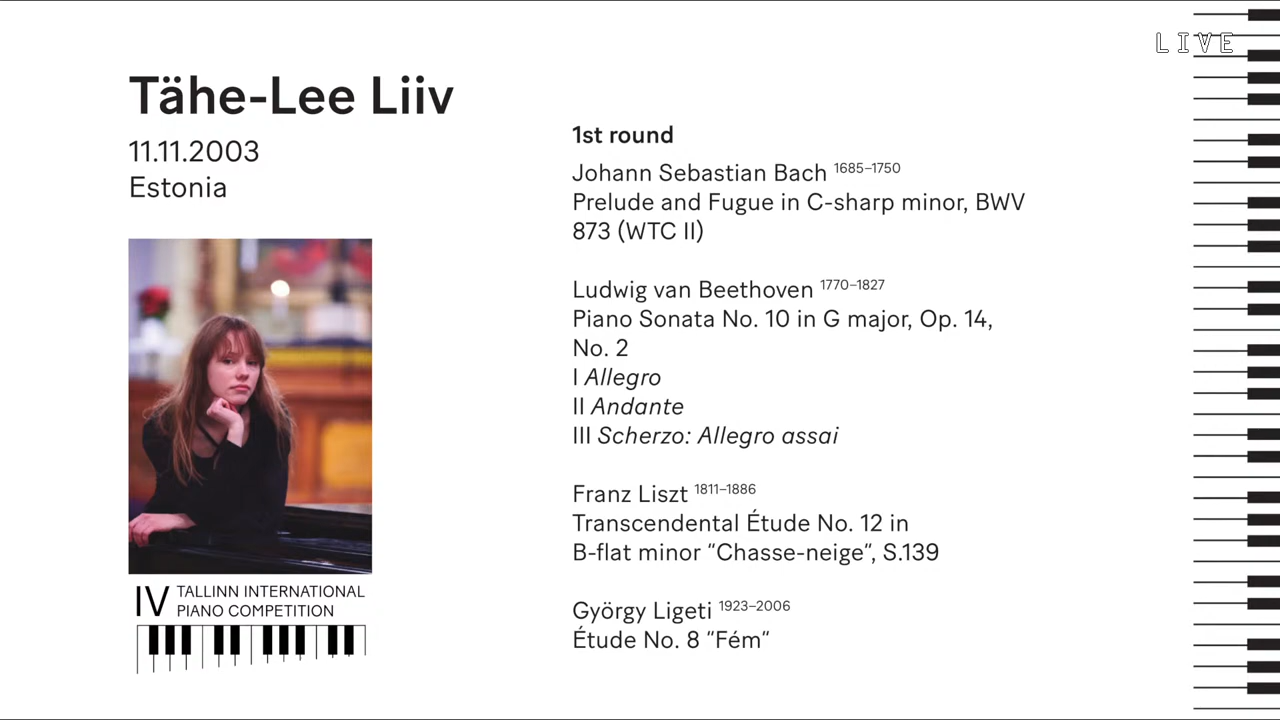 LIVE
Tähe-Lee Liiv
11.11.2003
Estonia
IV TALLINN INTERNATIONAL
PIANO COMPETITION
1st round
Johann Sebastian Bach 1685–1750
Prelude and Fugue in C-sharp minor, BWV
873 (WTC II)
Ludwig van Beethoven 1770–1827
Piano Sonata No. 10 in G major, Op. 14,
No. 2
I Allegro
II Andante
III Scherzo: Allegro assai
Franz Liszt 1811–1886
Transcendental Étude No. 12 in
B-flat minor “Chasse-neige”, S.139
György Ligeti 1923–2006
Étude No. 8 “Fém”